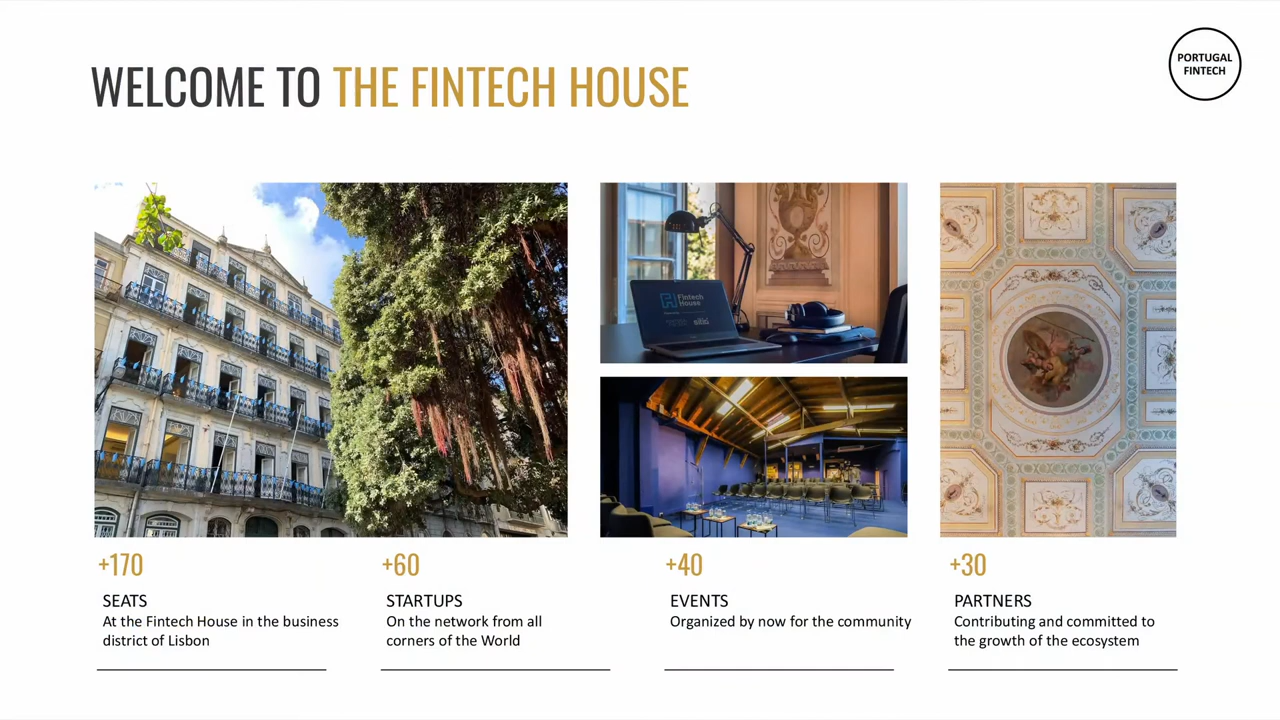 WELCOME TO THE FINTECH HOUSE
PORTUGAL
FINTECH
Fintech
House
+170
SEATS
At the Fintech House in the business
district of Lisbon
+60
STARTUPS
On the network from all
corners of the World
+40
EVENTS
Organized by now for the community
+30
PARTNERS
Contributing and committed to
the growth of the ecosystem